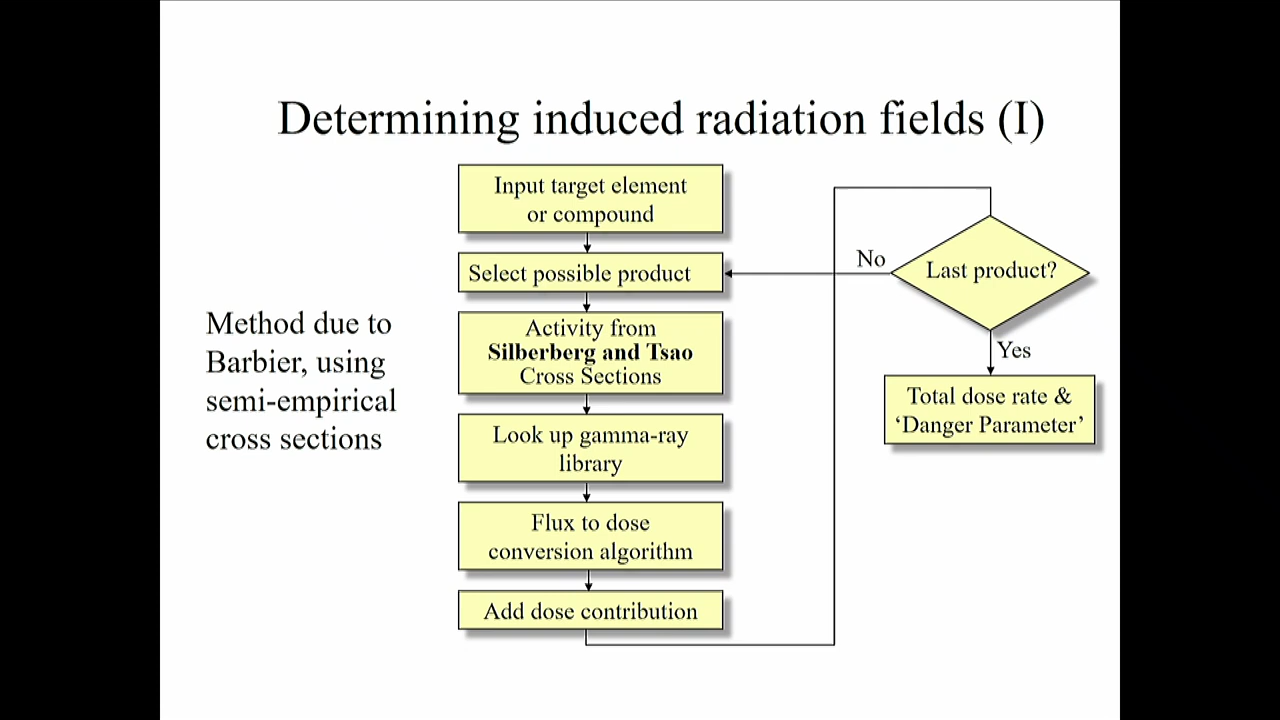 Determining induced radiation fields (I)
Input target element
or compound
Select possible product
Activity from
Silberberg and Tsao
Cross Sections
Look up gamma-ray
library
Flux to dose
conversion algorithm
Add dose contribution
Method due to
Barbier, using
semi-empirical
cross sections
Last product?
No
Yes
Total dose rate &
‘Danger Parameter’